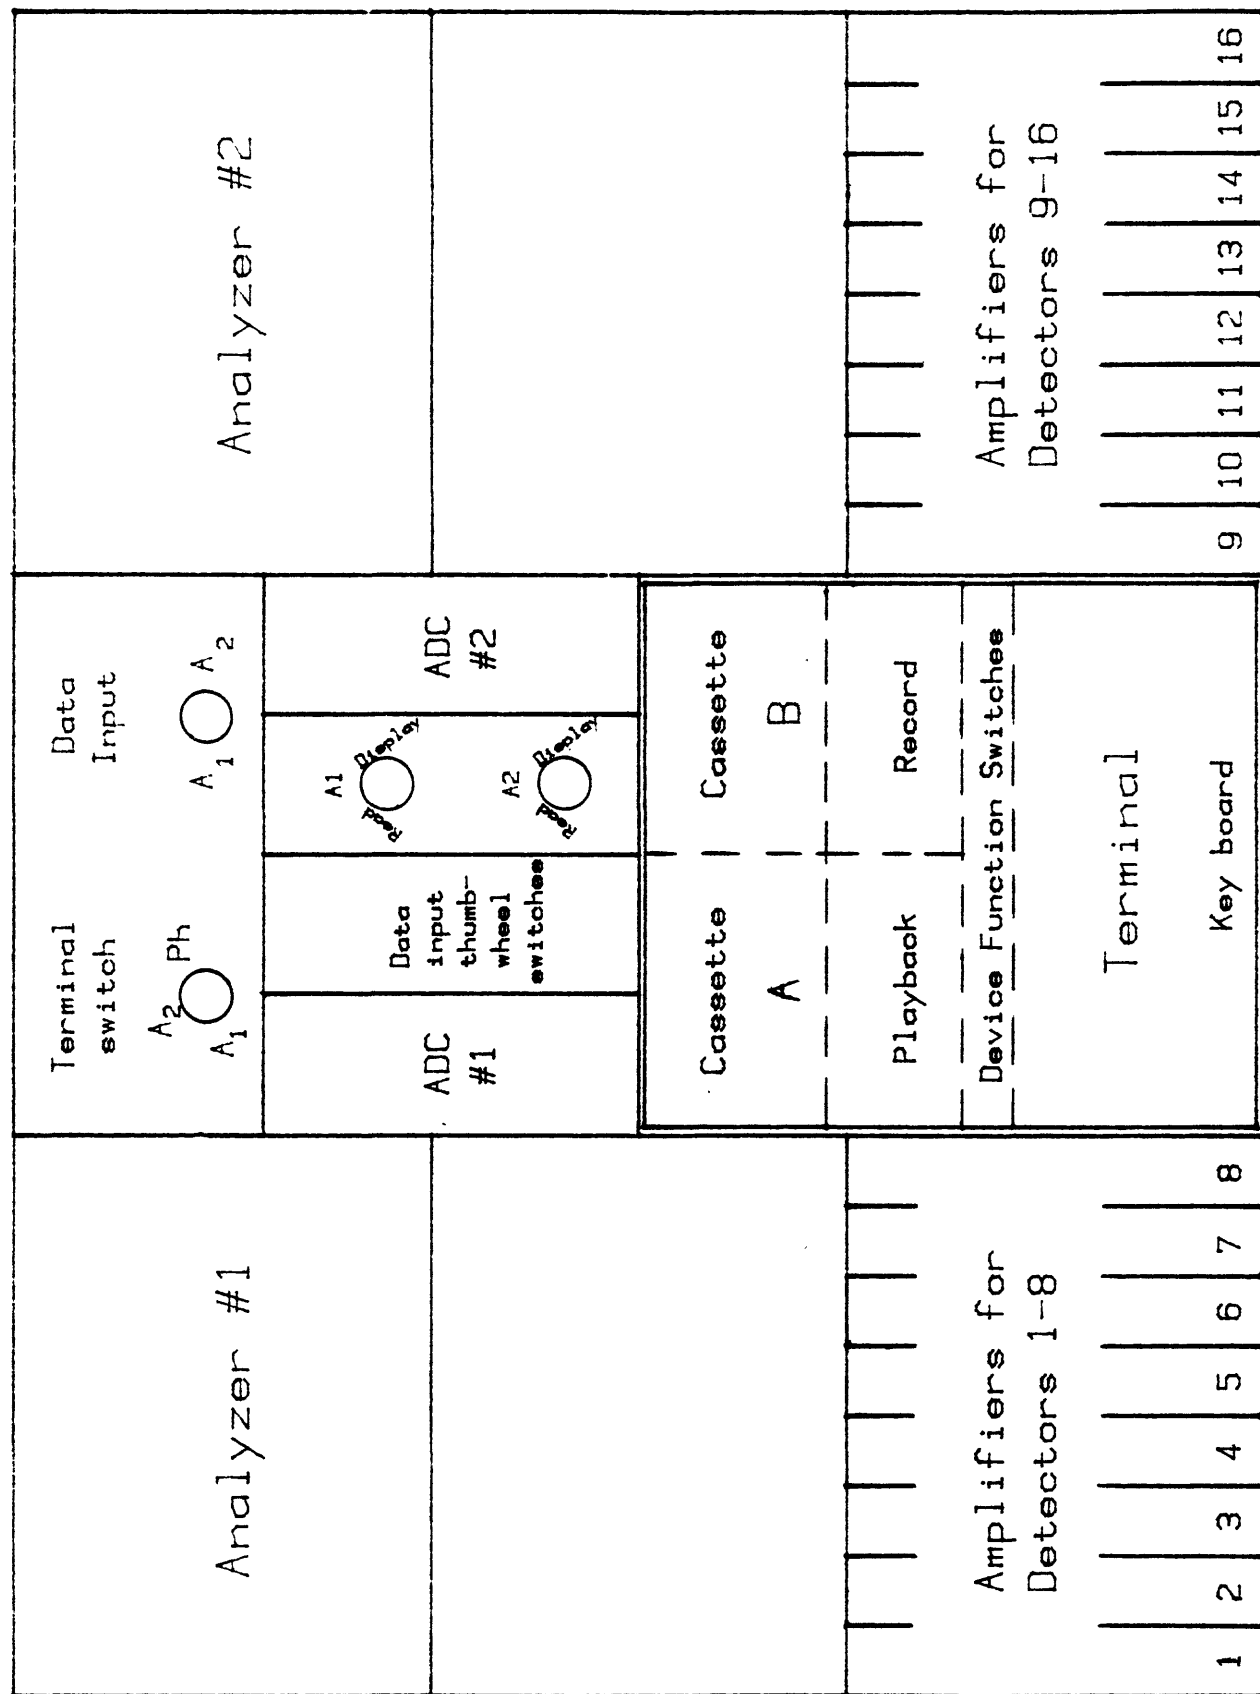 Analyzer #1
Amplifiers for
Detectors 1-8
1 2 3 4 5 6 7 8
Terminal
switch
A2 Ph
A1
Data
Input
A1 A2
ADC
#1
Data
input
thumb-
wheel
switches
A1
Read Display
A2
Read Display
ADC
#2
Cassette
A
Cassette
B
Playback
Record
Device Function Switches
Terminal
Key board
Analyzer #2
Amplifiers for
Detectors 9-16
9 10 11 12 13 14 15 16